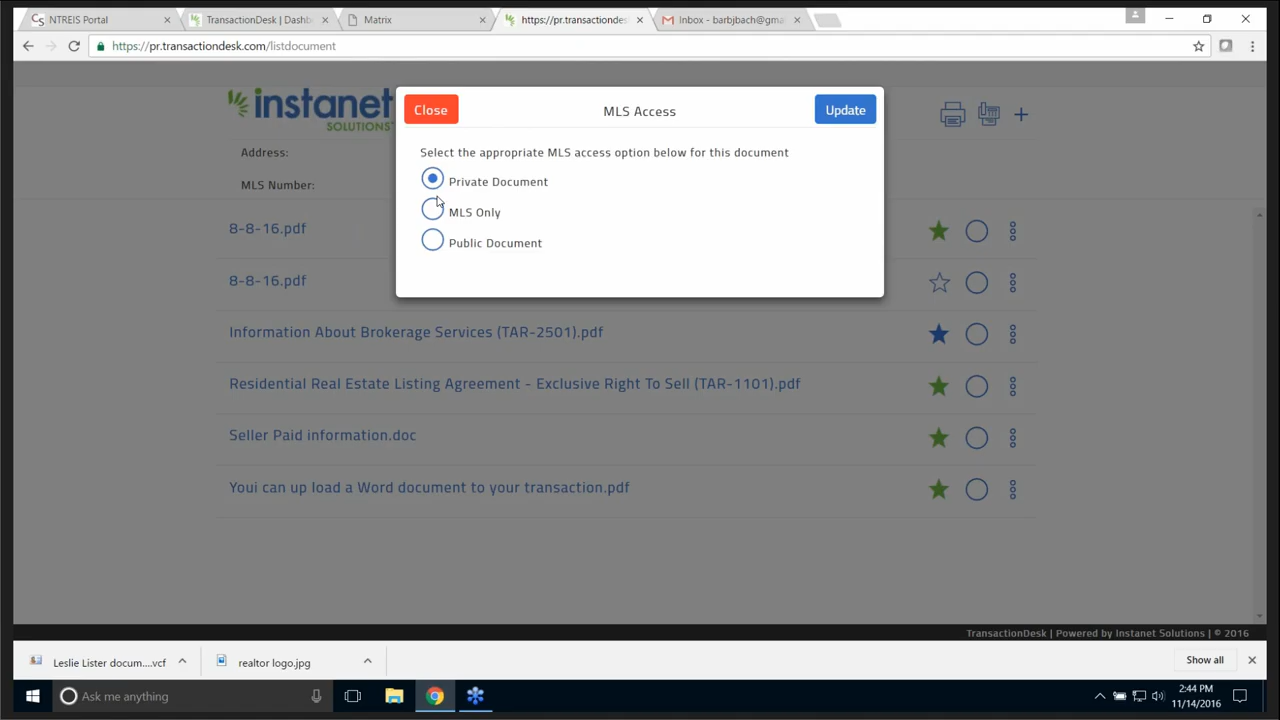 NTREIS Portal
TransactionDesk | Dashb
Matrix
https://pr.transactiondes
Inbox - barbjbach@gma
https://pr.transactiondesk.com/listdocument
instanet
SOLUTIONS
Close
MLS Access
Update
Address:
Select the appropriate MLS access option below for this document
MLS Number:
Private Document
MLS Only
Public Document
8-8-16.pdf
8-8-16.pdf
Information About Brokerage Services (TAR-2501).pdf
Residential Real Estate Listing Agreement - Exclusive Right To Sell (TAR-1101).pdf
Seller Paid information.doc
Youi can up load a Word document to your transaction.pdf
TransactionDesk | Powered by Instanet Solutions | © 2016
Leslie Lister docum....vcf
realtor logo.jpg
Show all
Ask me anything
2:44 PM
11/14/2016